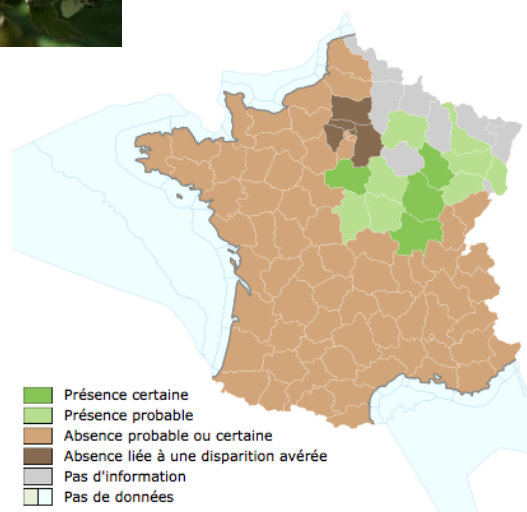 Présence certaine
Présence probable
Absence probable ou certaine
Absence liée à une disparition avérée
Pas d'information
Pas de données